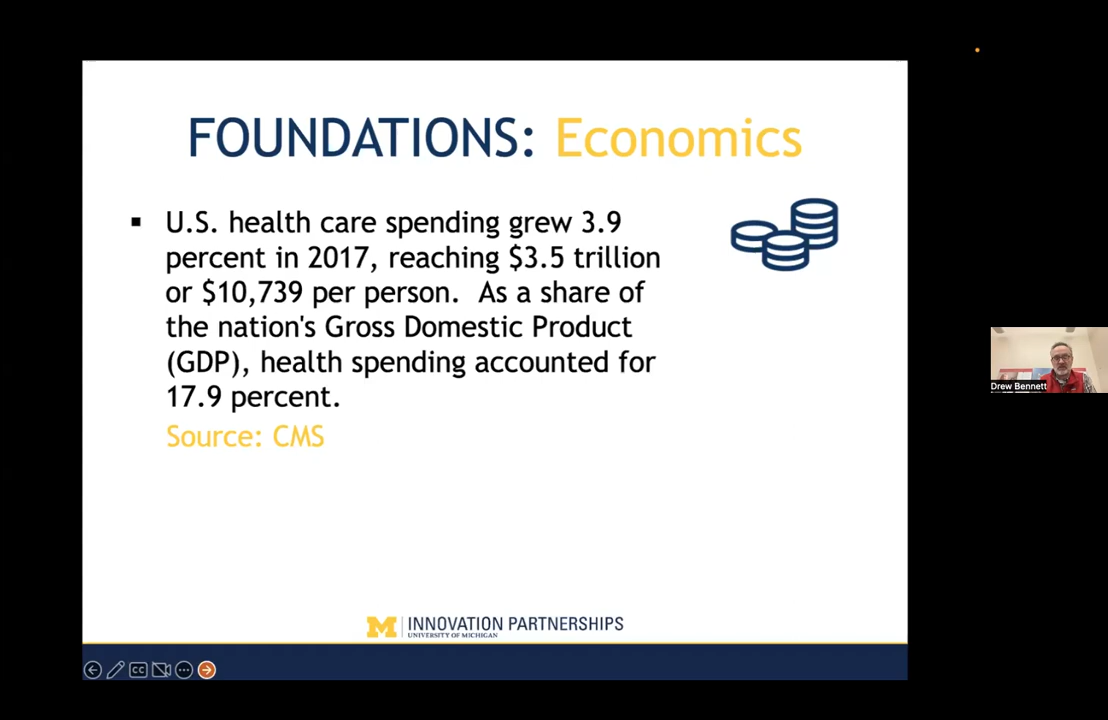 FOUNDATIONS: Economics
▪ U.S. health care spending grew 3.9
percent in 2017, reaching $3.5 trillion
or $10,739 per person.  As a share of
the nation's Gross Domestic Product
(GDP), health spending accounted for
17.9 percent.
Source: CMS
Drew Bennett
M INNOVATION PARTNERSHIPS
UNIVERSITY OF MICHIGAN
CC